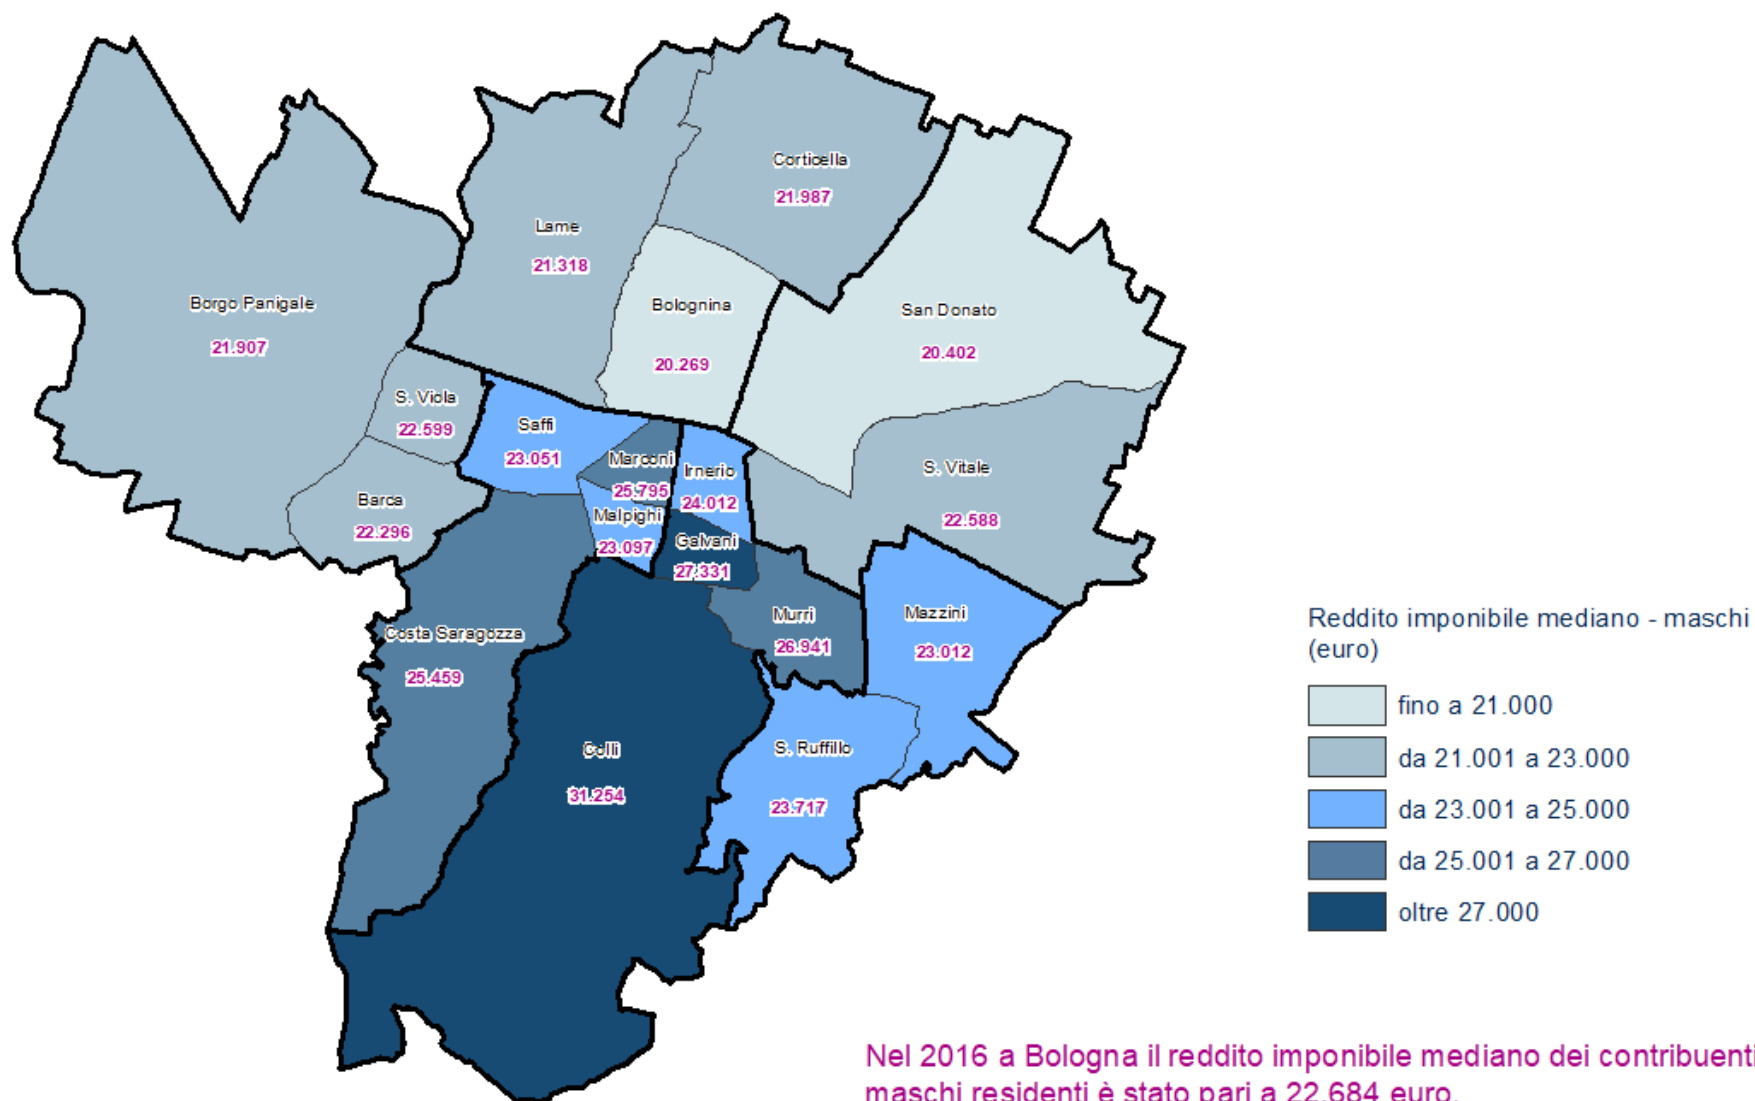 Corticella
21.987
Lame
21.318
Borgo Panigale
21.907
Bolognina
20.269
San Donato
20.402
S. Viola
22.599
Saffi
23.051
Marconi
25.795
Irnerio
24.012
S. Vitale
22.588
Barca
22.296
Malpighi
23.097
Galvani
27.331
Murri
26.941
Mazzini
23.012
Costa Saragozza
25.459
Colli
31.254
S. Ruffillo
23.717
Reddito imponibile mediano - maschi
(euro)
fino a 21.000
da 21.001 a 23.000
da 23.001 a 25.000
da 25.001 a 27.000
oltre 27.000
Nel 2016 a Bologna il reddito imponibile mediano dei contribuenti
maschi residenti è stato pari a 22.684 euro.